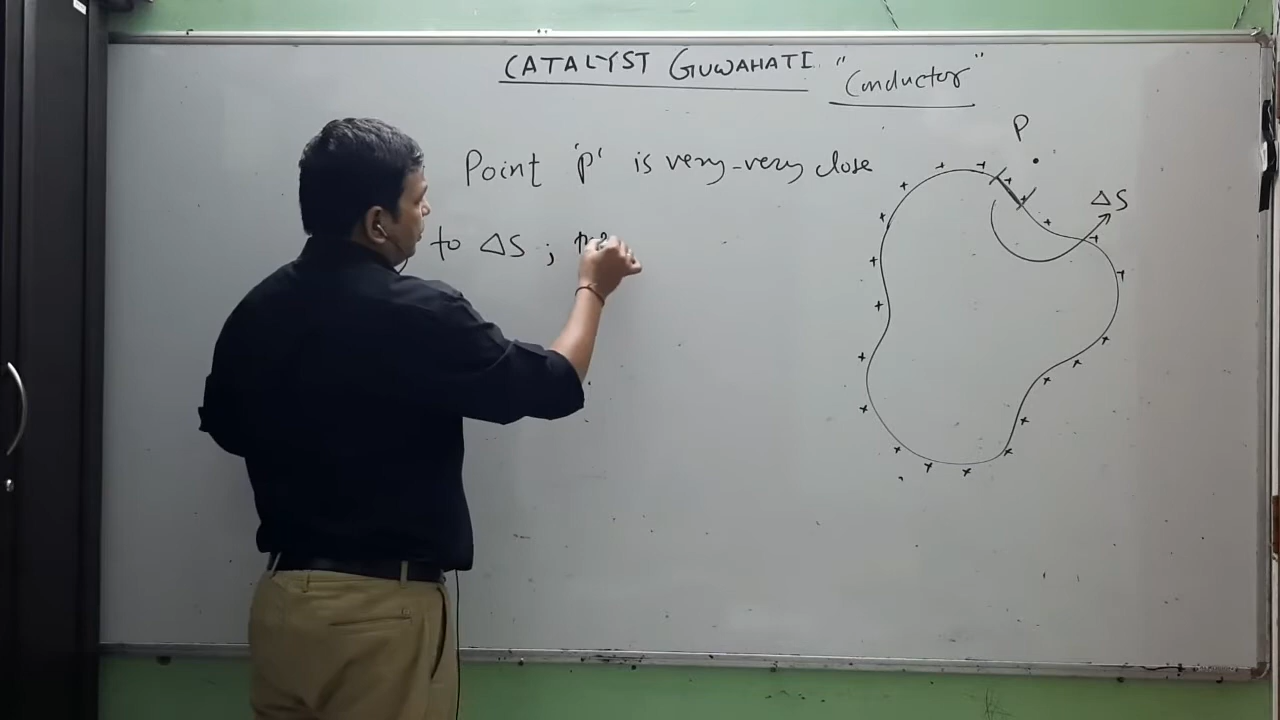 CATALYST GUWAHATI "Conductor"
Point 'P' is very-very close
to ΔS ;
P
ΔS